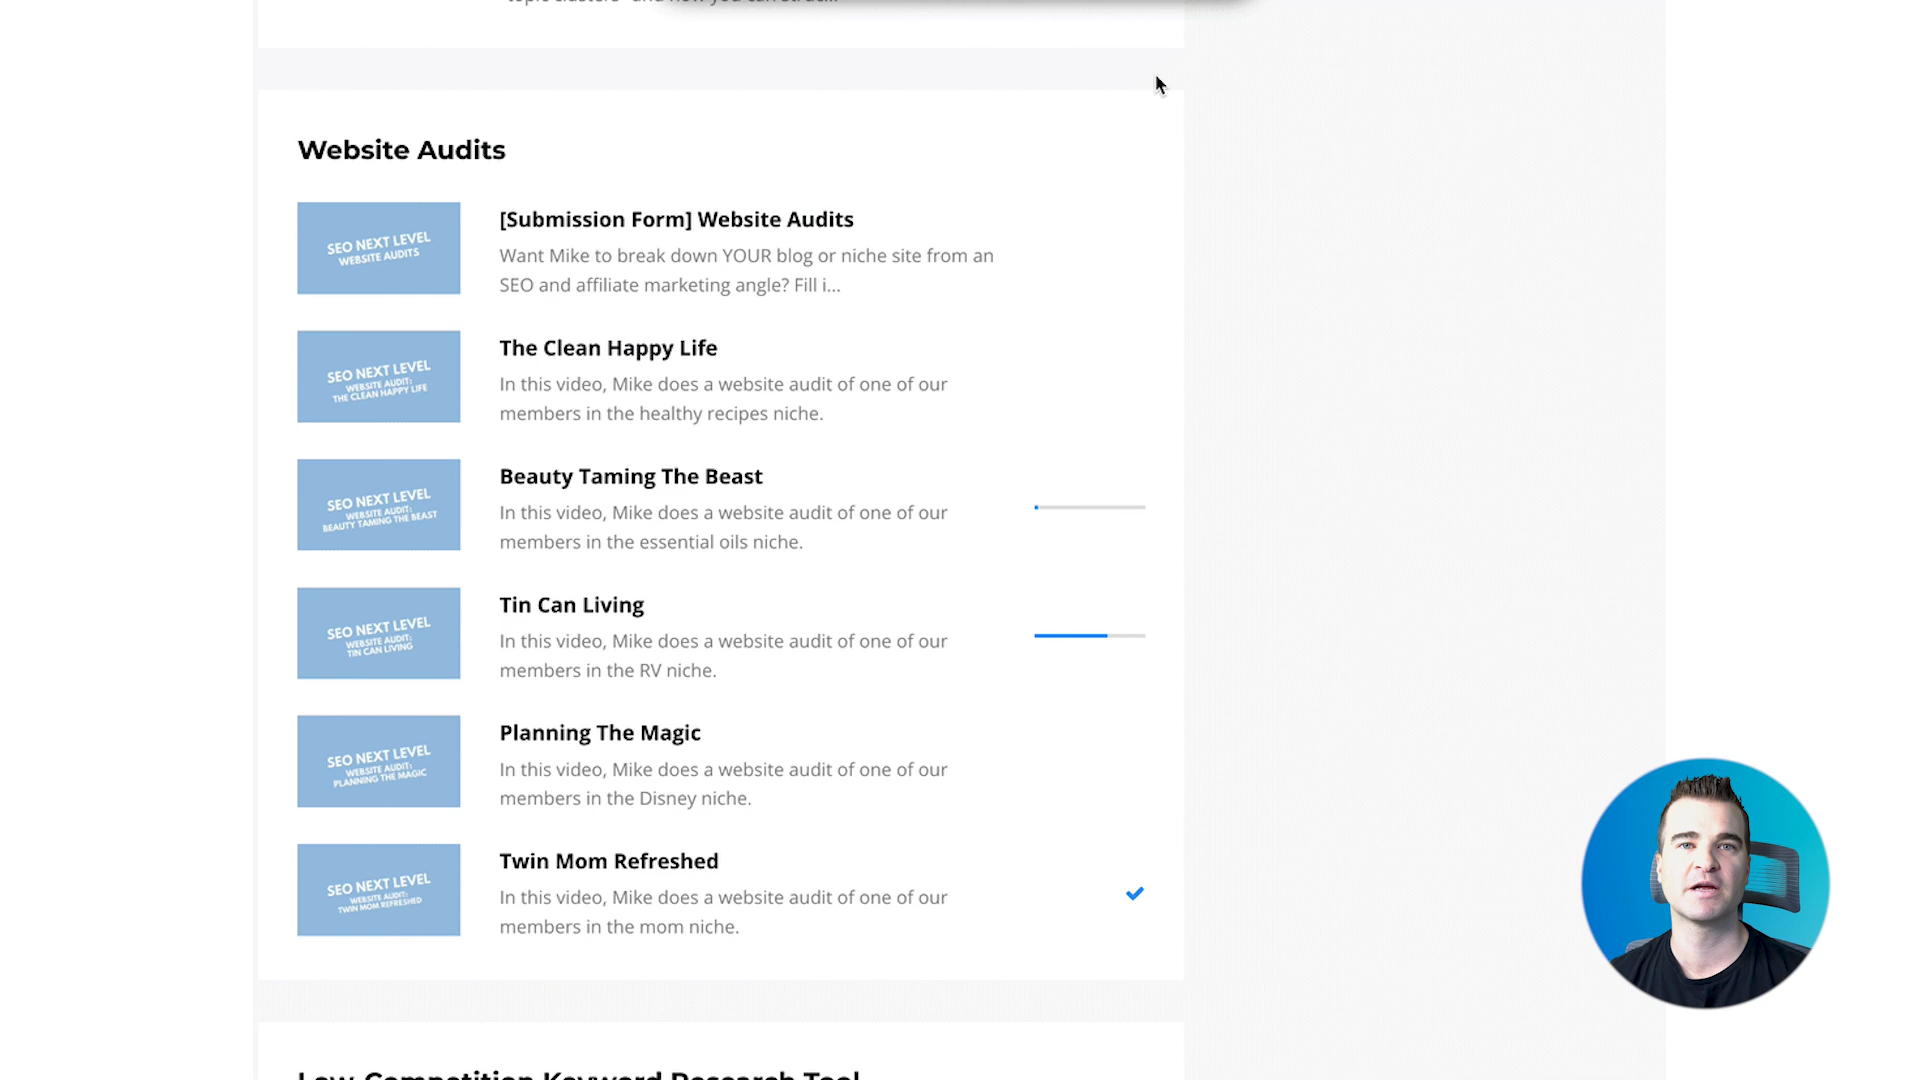 topic clusters" and how you can struc...
Website Audits
SEO NEXT LEVEL
WEBSITE AUDITS
[Submission Form] Website Audits
Want Mike to break down YOUR blog or niche site from an
SEO and affiliate marketing angle? Fill i...
SEO NEXT LEVEL
WEBSITE AUDIT:
THE CLEAN HAPPY LIFE
The Clean Happy Life
In this video, Mike does a website audit of one of our
members in the healthy recipes niche.
SEO NEXT LEVEL
WEBSITE AUDIT:
BEAUTY TAMING THE BEAST
Beauty Taming The Beast
In this video, Mike does a website audit of one of our
members in the essential oils niche.
SEO NEXT LEVEL
WEBSITE AUDIT:
TIN CAN LIVING
Tin Can Living
In this video, Mike does a website audit of one of our
members in the RV niche.
SEO NEXT LEVEL
WEBSITE AUDIT:
PLANNING THE MAGIC
Planning The Magic
In this video, Mike does a website audit of one of our
members in the Disney niche.
SEO NEXT LEVEL
WEBSITE AUDIT:
TWIN MOM REFRESHED
Twin Mom Refreshed
In this video, Mike does a website audit of one of our
members in the mom niche.
Low Competition Keyword Research Tool